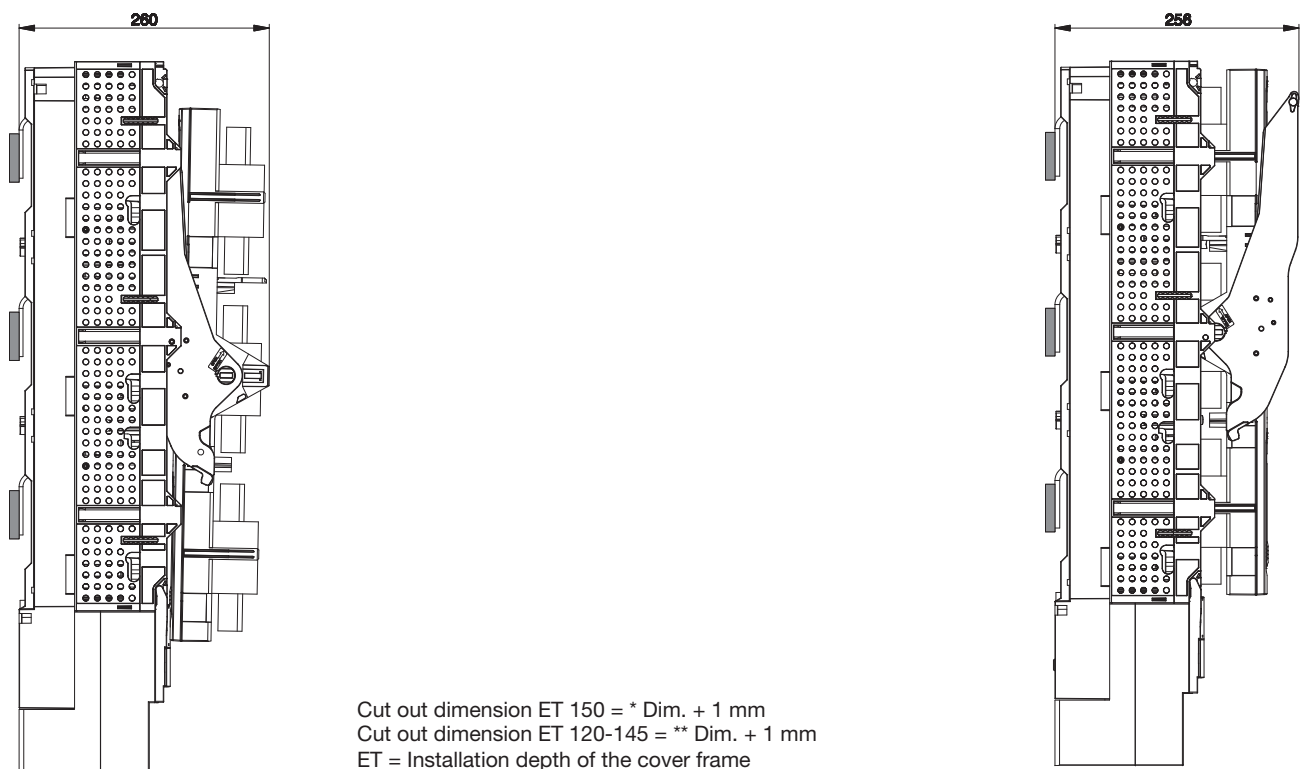 260
256
Cut out dimension ET 150 = * Dim. + 1 mm
Cut out dimension ET 120-145 = ** Dim. + 1 mm
ET = Installation depth of the cover frame